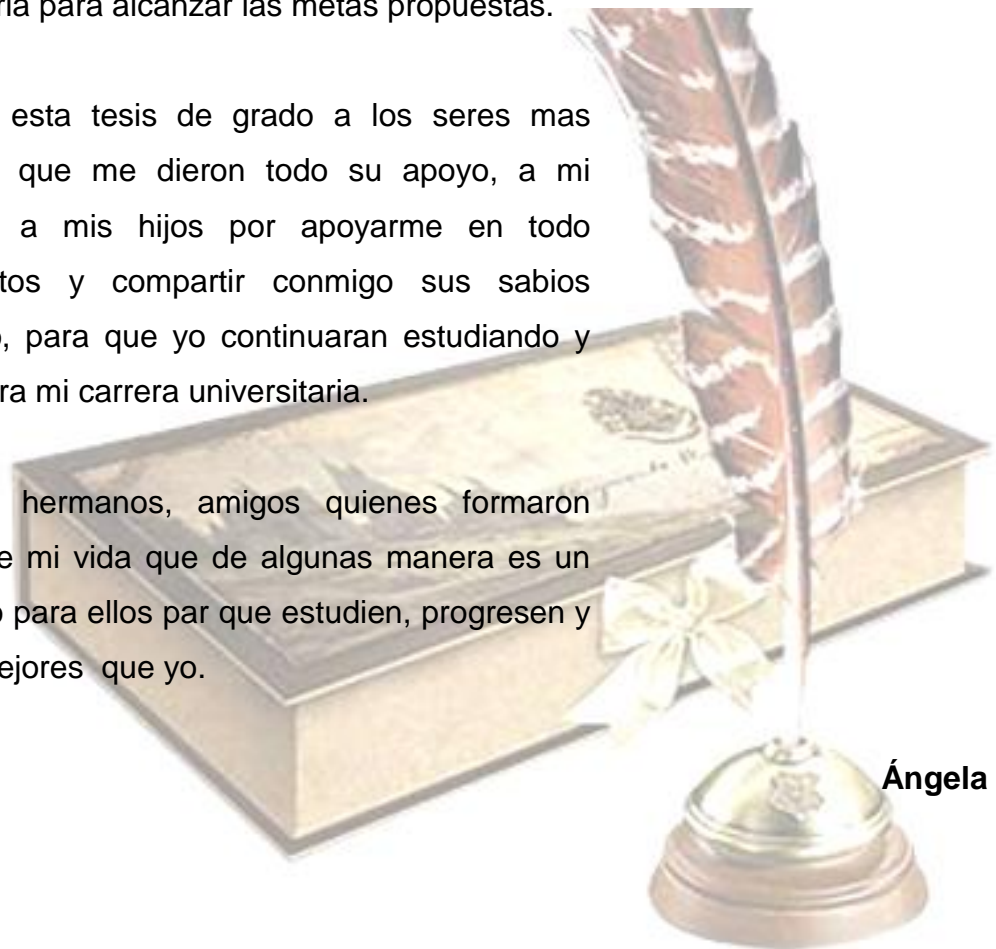 ría para alcanzar las metas propuestas.
esta tesis de grado a los seres mas
que me dieron todo su apoyo, a mi
a mis hijos por apoyarme en todo
tos y compartir conmigo sus sabios
o, para que yo continuaran estudiando y
ra mi carrera universitaria.
hermanos, amigos quienes formaron
e mi vida que de algunas manera es un
o para ellos par que estudien, progresen y
ejores que yo.
Ángela